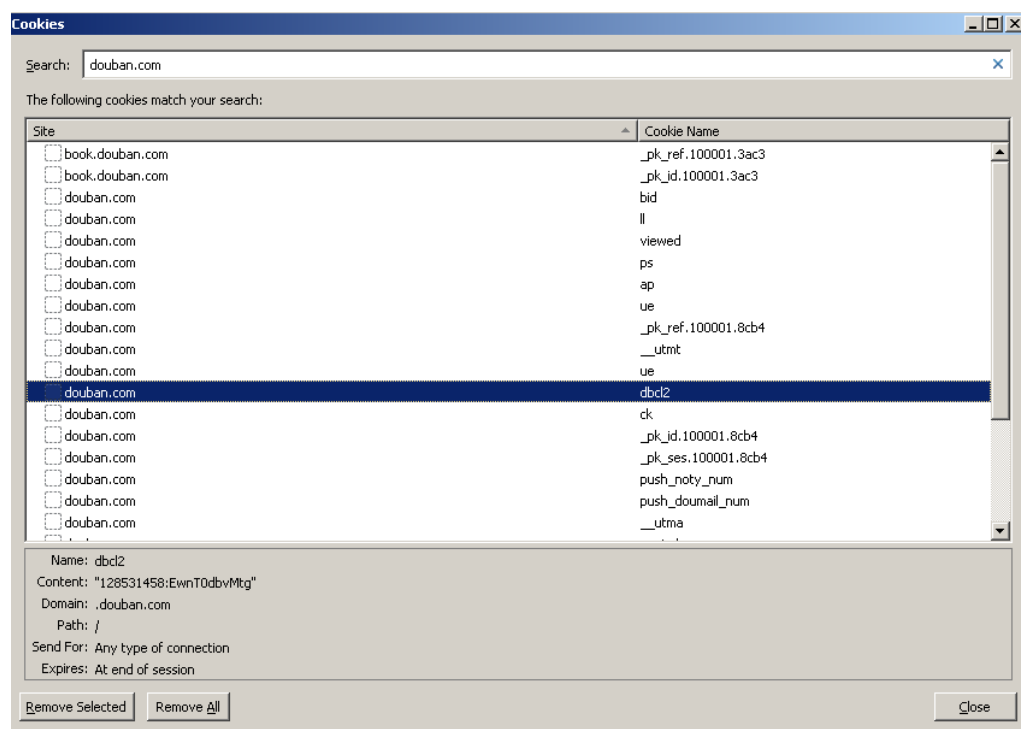 Cookies
Search: douban.com
The following cookies match your search:
Site Cookie Name
book.douban.com _pk_ref.100001.3ac3
book.douban.com _pk_id.100001.3ac3
douban.com bid
douban.com ll
douban.com viewed
douban.com ps
douban.com ap
douban.com ue
douban.com _pk_ref.100001.8cb4
douban.com __utmt
douban.com ue
douban.com dbcl2
douban.com ck
douban.com _pk_id.100001.8cb4
douban.com _pk_ses.100001.8cb4
douban.com push_noty_num
douban.com push_doumail_num
douban.com __utma
Name: dbcl2
Content: "128531458:EwnT0dbvMtg"
Domain: .douban.com
Path: /
Send For: Any type of connection
Expires: At end of session
Remove Selected Remove All Close